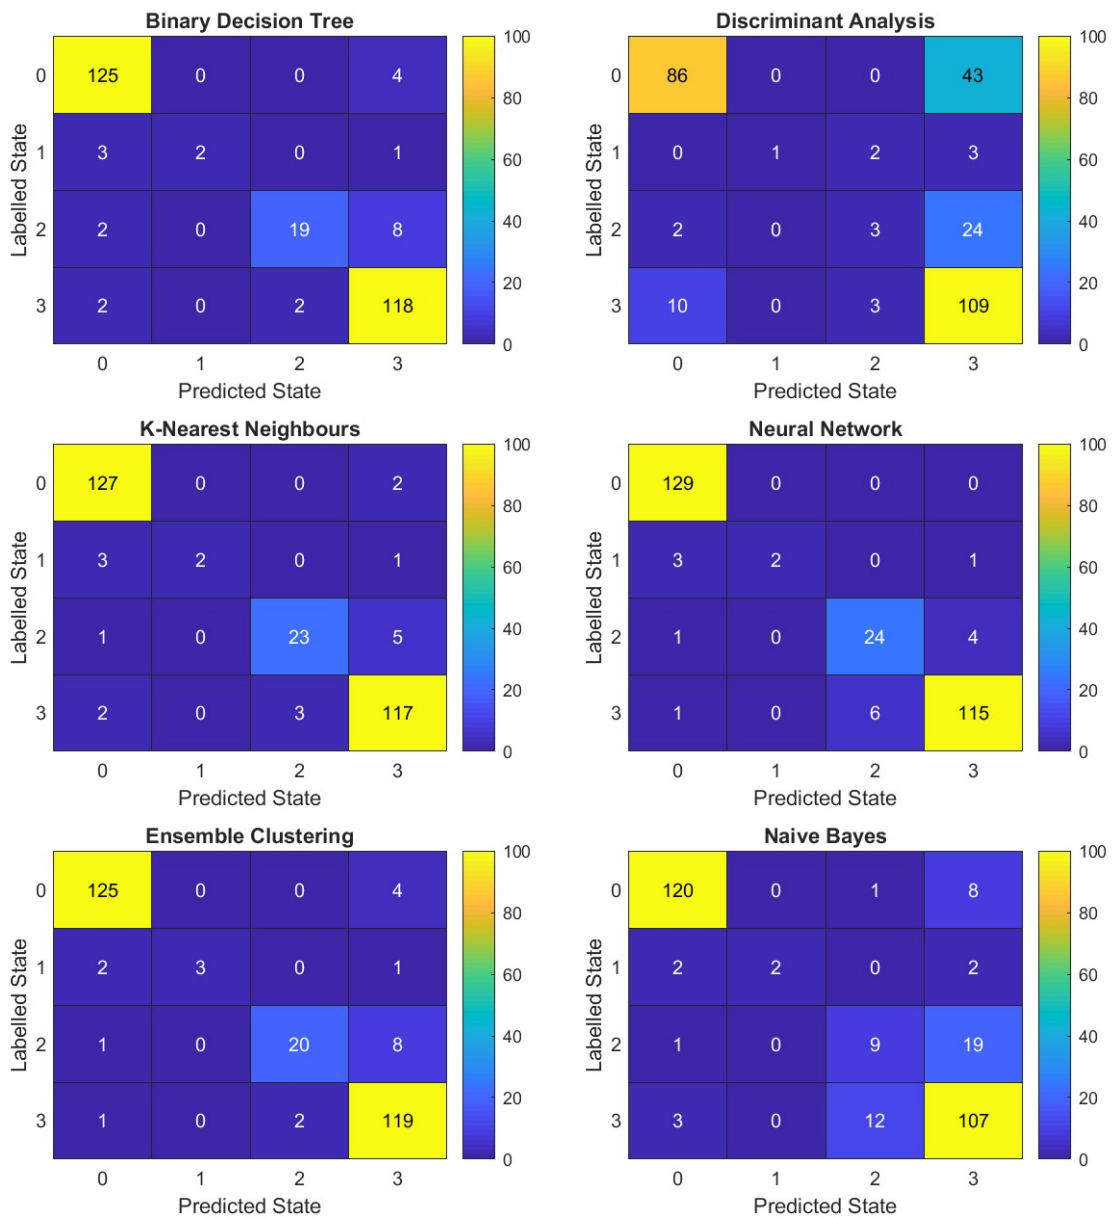 Binary Decision Tree
Labelled State
0 125 0 0 4
1 3 2 0 1
2 2 0 19 8
3 2 0 2 118
0 1 2 3
Predicted State
100
80
60
40
20
0
Discriminant Analysis
Labelled State
0 86 0 0 43
1 0 1 2 3
2 2 0 3 24
3 10 0 3 109
0 1 2 3
Predicted State
100
80
60
40
20
0
K-Nearest Neighbours
Labelled State
0 127 0 0 2
1 3 2 0 1
2 1 0 23 5
3 2 0 3 117
0 1 2 3
Predicted State
100
80
60
40
20
0
Neural Network
Labelled State
0 129 0 0 0
1 3 2 0 1
2 1 0 24 4
3 1 0 6 115
0 1 2 3
Predicted State
100
80
60
40
20
0
Ensemble Clustering
Labelled State
0 125 0 0 4
1 2 3 0 1
2 1 0 20 8
3 1 0 2 119
0 1 2 3
Predicted State
100
80
60
40
20
0
Naive Bayes
Labelled State
0 120 0 1 8
1 2 2 0 2
2 1 0 9 19
3 3 0 12 107
0 1 2 3
Predicted State
100
80
60
40
20
0